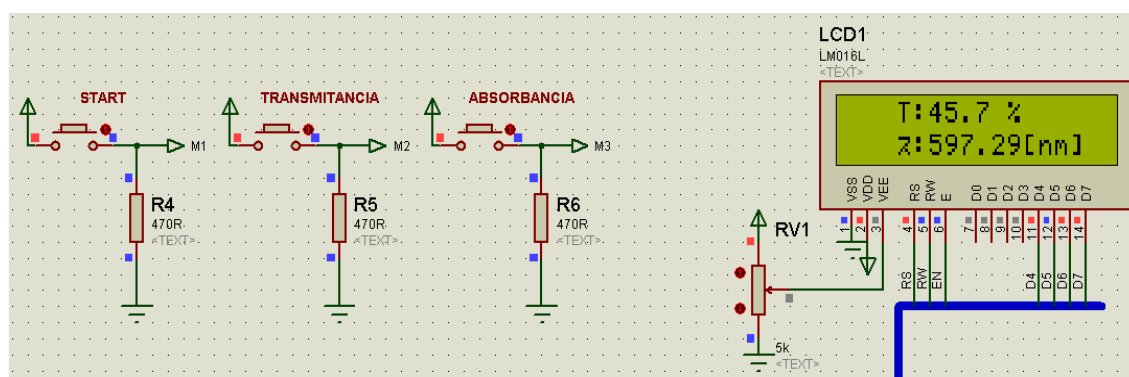 LCD1
LM016L
<TEXT>
START
TRANSMITANCIA
ABSORBANCIA
T:45.7 %
:597.29[nm]
M1
M2
M3
VSS
VDD
VEE
RS
RW
E
D0
D1
D2
D3
D4
D5
D6
D7
1
2
3
4
5
6
7
8
9
10
11
12
13
14
R4
470R
<TEXT>
R5
470R
<TEXT>
R6
470R
<TEXT>
RV1
RS
RW
EN
D4
D5
D6
D7
5k
<TEXT>